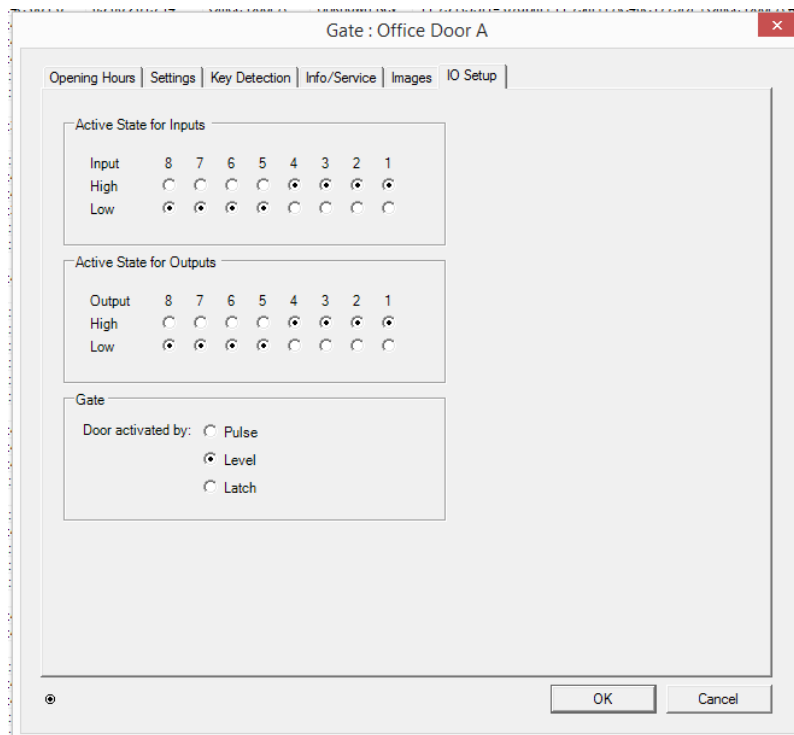 Gate : Office Door A
Opening Hours Settings Key Detection Info/Service Images IO Setup
Active State for Inputs
Input 8 7 6 5 4 3 2 1
High
Low
Active State for Outputs
Output 8 7 6 5 4 3 2 1
High
Low
Gate
Door activated by: Pulse
Level
Latch
OK Cancel